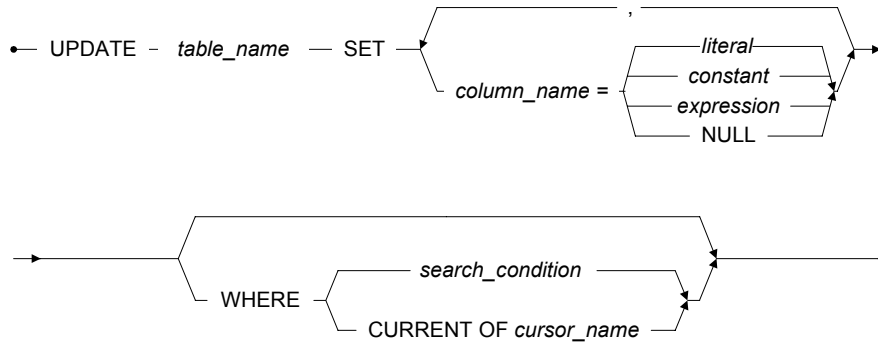 ,
UPDATE table_name SET
literal
column_name = constant
expression
NULL
search_condition
WHERE
CURRENT OF cursor_name